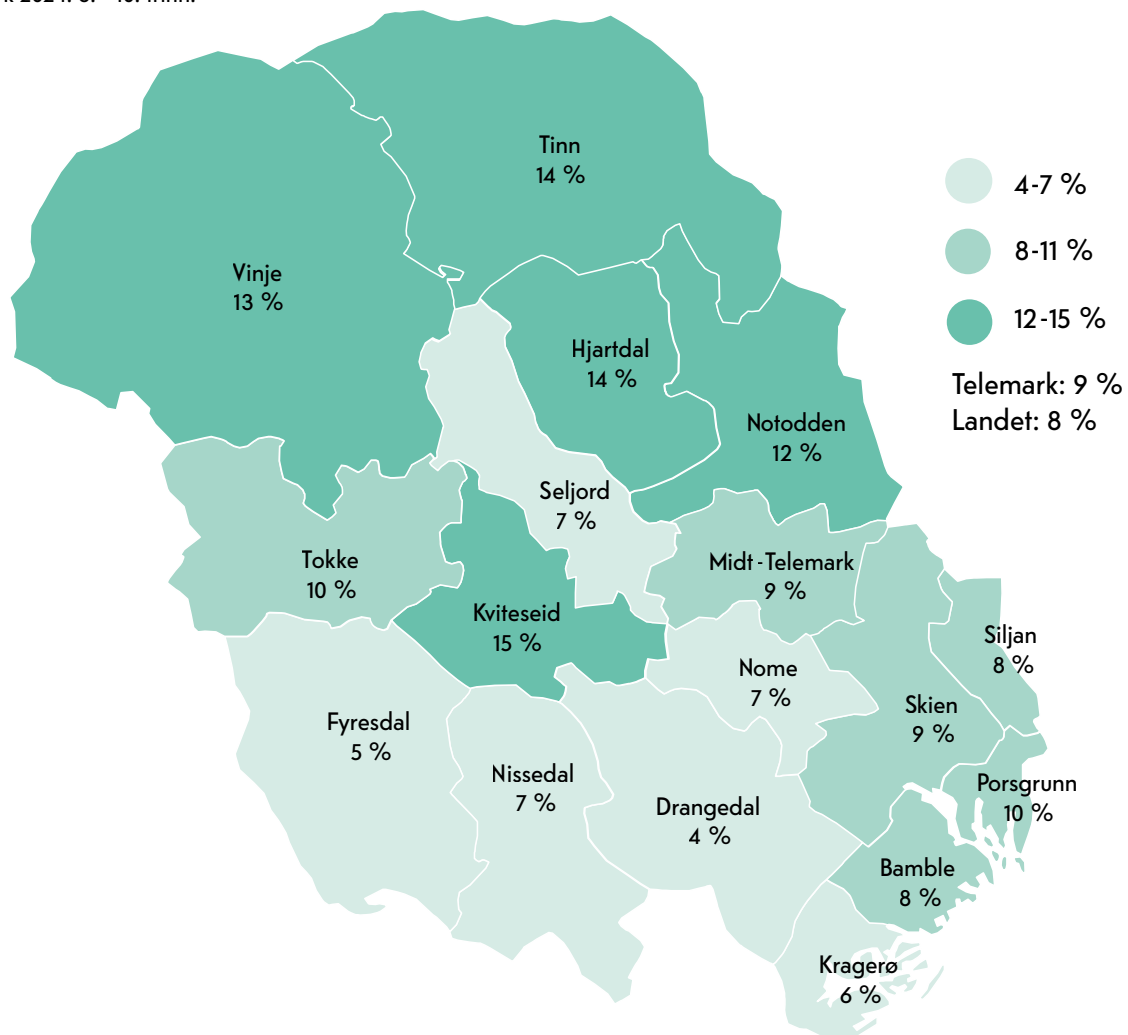 Tinn
14 %
4-7 %
8-11 %
12-15 %
Telemark: 9 %
Landet: 8 %
Vinje
13 %
Hjartdal
14 %
Notodden
12 %
Seljord
7 %
Tokke
10 %
Midt-Telemark
9 %
Kviteseid
15 %
Siljan
8 %
Nome
7 %
Skien
9 %
Fyresdal
5 %
Nissedal
7 %
Drangedal
4 %
Porsgrunn
10 %
Bamble
8 %
Kragerø
6 %